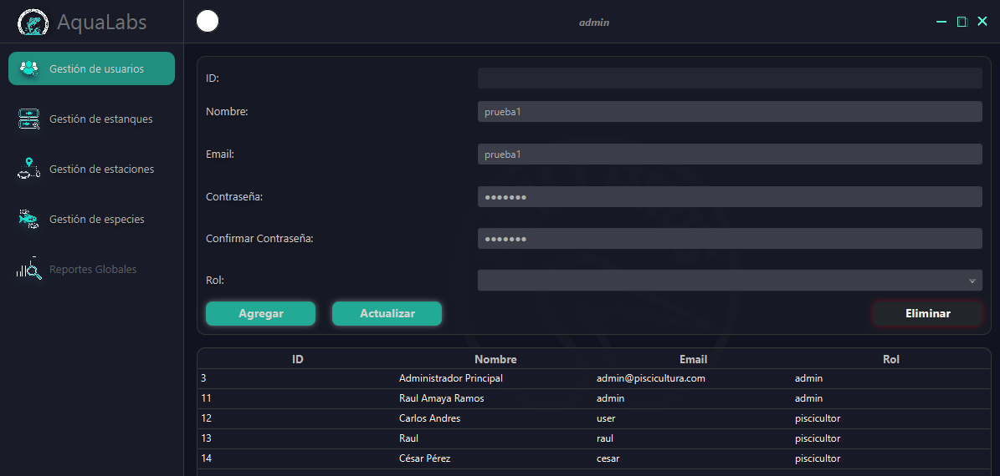 AquaLabs
admin
Gestión de usuarios
Gestión de estanques
Gestión de estaciones
Gestión de especies
Reportes Globales
ID:
Nombre: prueba1
Email: prueba1
Contraseña: ●●●●●●●
Confirmar Contraseña: ●●●●●●●
Rol:
Agregar Actualizar Eliminar
ID Nombre Email Rol
3 Administrador Principal admin@piscicultura.com admin
11 Raul Amaya Ramos admin admin
12 Carlos Andres user piscicultor
13 Raul raul piscicultor
14 César Pérez cesar piscicultor